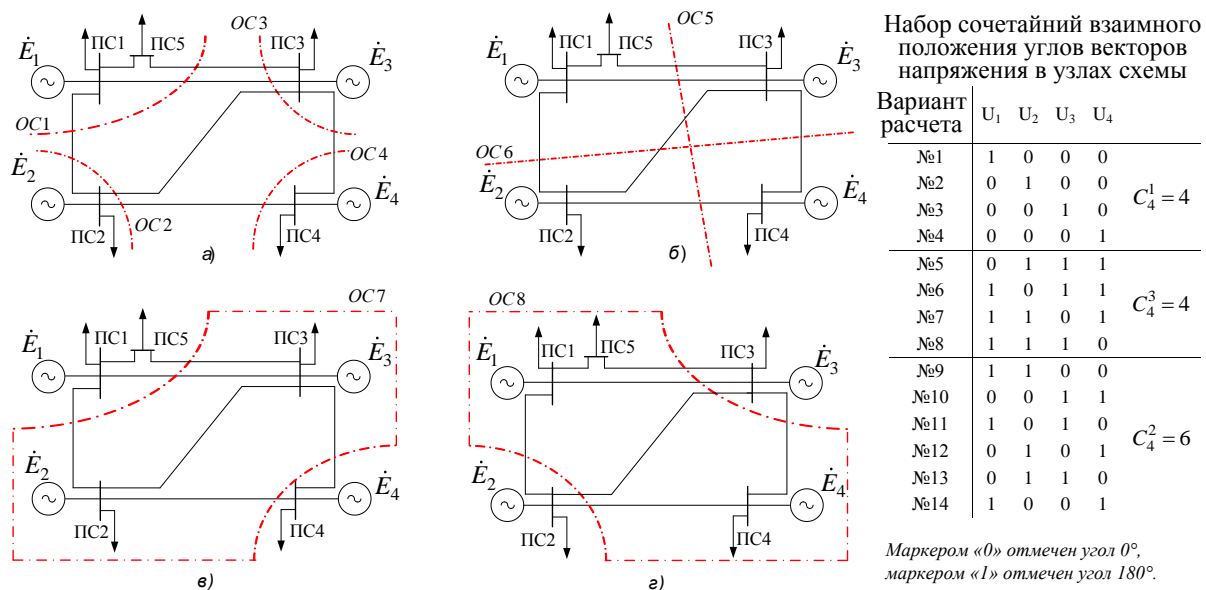 ОС3
ПС1
ПС5
ПС3
Ė1
Ė3
ОС1
Ė2
ОС4
Ė4
ОС2
ПС2
ПС4
а)
ОС5
ПС1
ПС5
ПС3
Ė1
Ė3
ОС6
Ė2
Ė4
ПС2
ПС4
б)
ОС7
ПС1
ПС5
ПС3
Ė1
Ė3
Ė2
Ė4
ПС2
ПС4
в)
ОС8
ПС1
ПС5
ПС3
Ė1
Ė3
Ė2
Ė4
ПС2
ПС4
г)
Набор сочетайний взаимного
положения углов векторов
напряжения в узлах схемы
Вариант
расчета U1 U2 U3 U4
№1 1 0 0 0
№2 0 1 0 0
№3 0 0 1 0
№4 0 0 0 1
C₄¹=4
№5 0 1 1 1
№6 1 0 1 1
№7 1 1 0 1
№8 1 1 1 0
C₄³=4
№9 1 1 0 0
№10 0 0 1 1
№11 1 0 1 0
№12 0 1 0 1
№13 0 1 1 0
№14 1 0 0 1
C₄²=6
Маркером «0» отмечен угол 0°,
маркером «1» отмечен угол 180°.